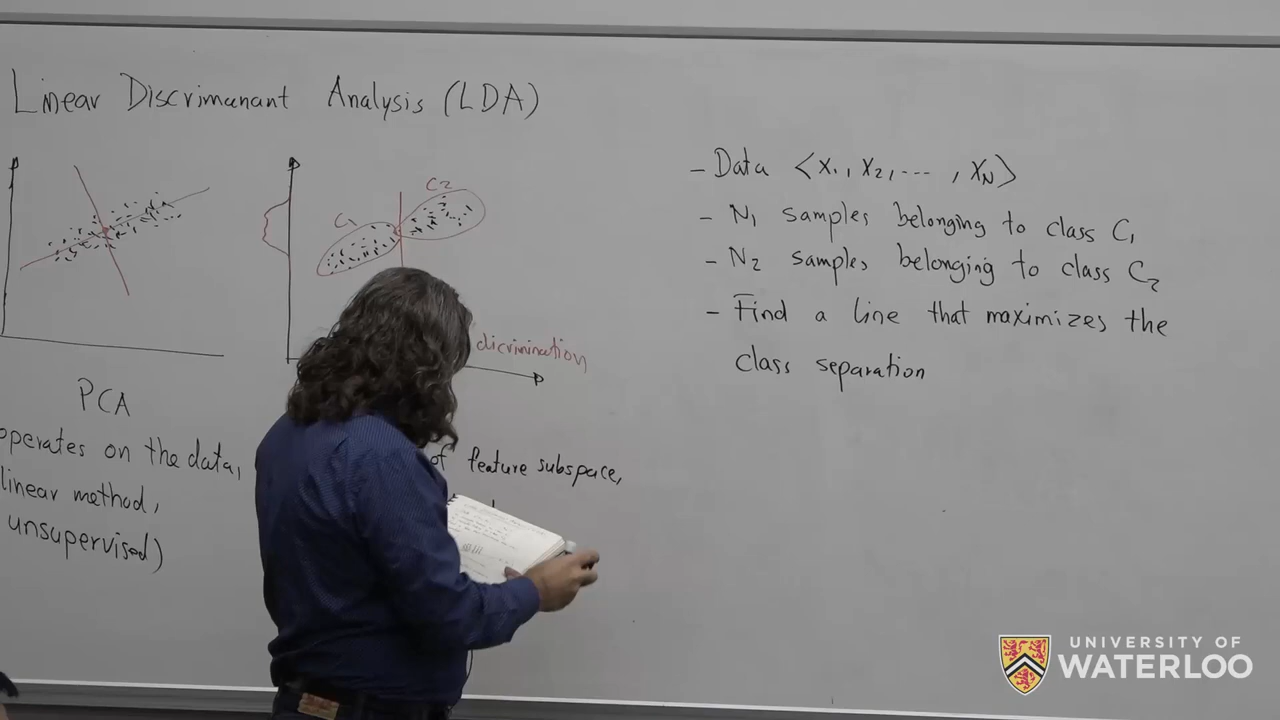 Linear Discrimanant Analysis (LDA)
C1
C2
dicrimination
PCA
operates on the data,
linear method,
unsupervised)
of feature subspace,
- Data <X1, X2, ---, XN>
- N1 samples belonging to class C1
- N2 samples belonging to class C2
- Find a line that maximizes the
class separation
UNIVERSITY OF
WATERLOO